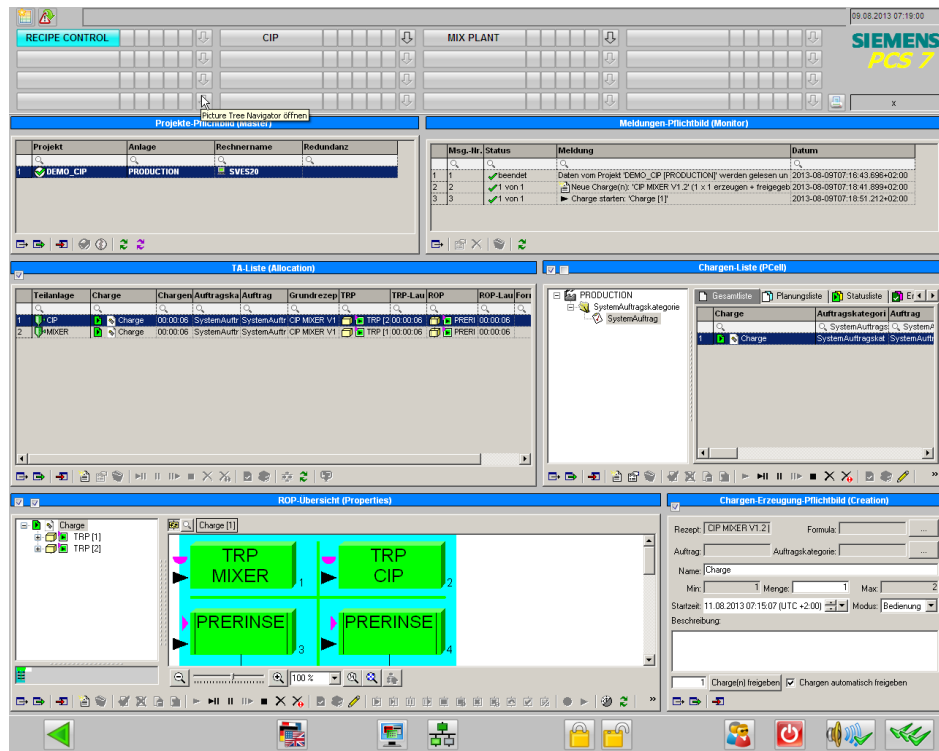 09.08.2013 07:19:00
RECIPE CONTROL
CIP
MIX PLANT
SIEMENS
PCS 7
x
Picture Tree Navigator öffnen
Projekte-Pflichtbild (Master)
Projekt Anlage Rechnername Redundanz
1 DEMO_CIP PRODUCTION SVES20
Meldungen-Pflichtbild (Monitor)
Msg.-Nr. Status Meldung Datum
1 1 beendet Daten vom Projekt 'DEMO_CIP [PRODUCTION]' werden gelesen un 2013-08-09T07:16:43.696+02:00
2 2 1 von 1 Neue Charge(n): 'CIP MIXER V1.2' (1 x 1 erzeugen + freigegeb 2013-08-09T07:18:41.899+02:00
3 3 1 von 1 Charge starten: 'Charge [1]' 2013-08-09T07:18:51.212+02:00
TA-Liste (Allocation)
Teilanlage Charge Chargen Auftragska Auftrag Grundrezep TRP TRP-Lau ROP ROP-Lau Forn
1 CIP Charge 00:00:06 SystemAuftr SystemAuftr CIP MIXER V1 TRP [2 00:00:06 PRERI 00:00:06
2 MIXER Charge 00:00:06 SystemAuftr SystemAuftr CIP MIXER V1 TRP [1 00:00:06 PRERI 00:00:06
Chargen-Liste (PCell)
PRODUCTION
SystemAuftragskategorie
SystemAuftrag
Gesamtliste Planungsliste Statusliste
Charge Auftragskategori Auftrag
SystemAuftrags SystemA
1 Charge SystemAuftragskat SystemAuftr
ROP-Übersicht (Properties)
Charge
TRP [1]
TRP [2]
Charge [1]
TRP MIXER 1
TRP CIP 2
PRERINSE 3
PRERINSE 4
100 %
Chargen-Erzeugung-Pflichtbild (Creation)
Rezept: CIP MIXER V1.2 Formula: ...
Auftrag: Auftragskategorie: ...
Name: Charge
Min: 1 Menge: 1 Max: 2
Startzeit: 11.08.2013 07:15:07 (UTC +2:00) Modus: Bedienung
Beschreibung:
1 Charge(n) freigeben Chargen automatisch freigeben